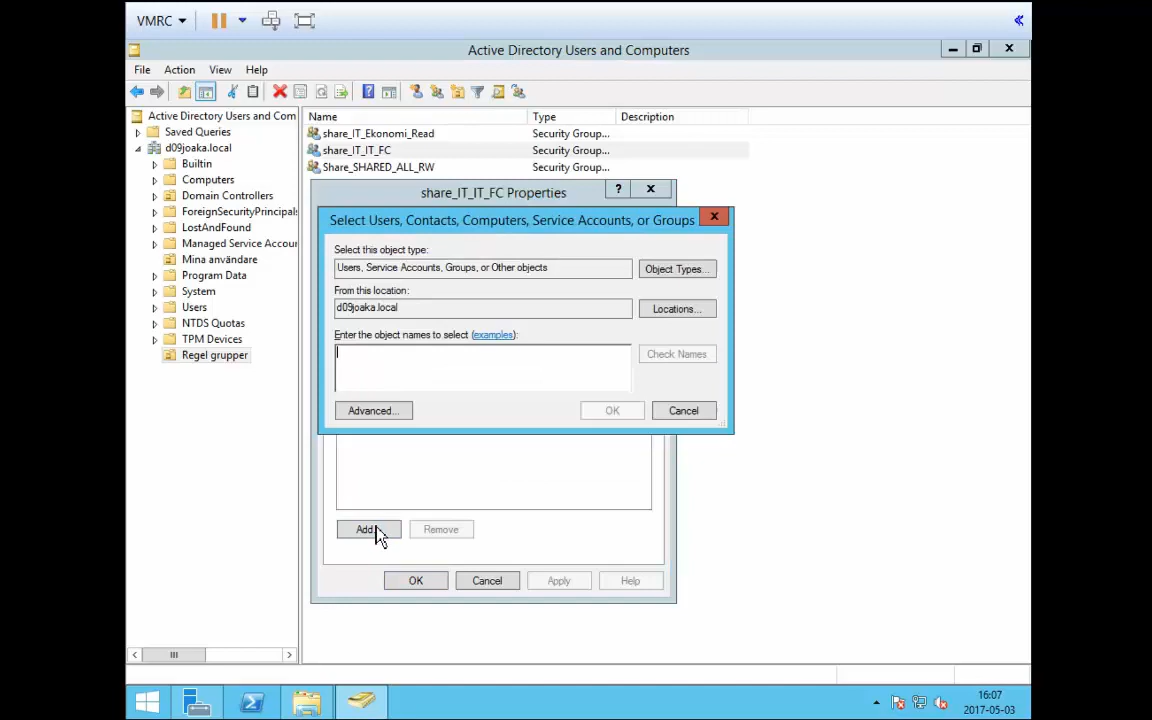 VMRC
Active Directory Users and Computers
File Action View Help
Active Directory Users and Com
Saved Queries
d09joaka.local
Builtin
Computers
Domain Controllers
ForeignSecurityPrincipals
LostAndFound
Managed Service Accour
Mina användare
Program Data
System
Users
NTDS Quotas
TPM Devices
Regel grupper
Name Type Description
share_IT_Ekonomi_Read Security Group...
share_IT_IT_FC Security Group...
Share_SHARED_ALL_RW Security Group...
share_IT_IT_FC Properties
Select Users, Contacts, Computers, Service Accounts, or Groups
Select this object type:
Users, Service Accounts, Groups, or Other objects
Object Types...
From this location:
d09joaka.local
Locations...
Enter the object names to select (examples):
Check Names
Advanced...
OK
Cancel
Add...
Remove
OK
Cancel
Apply
Help
16:07
2017-05-03